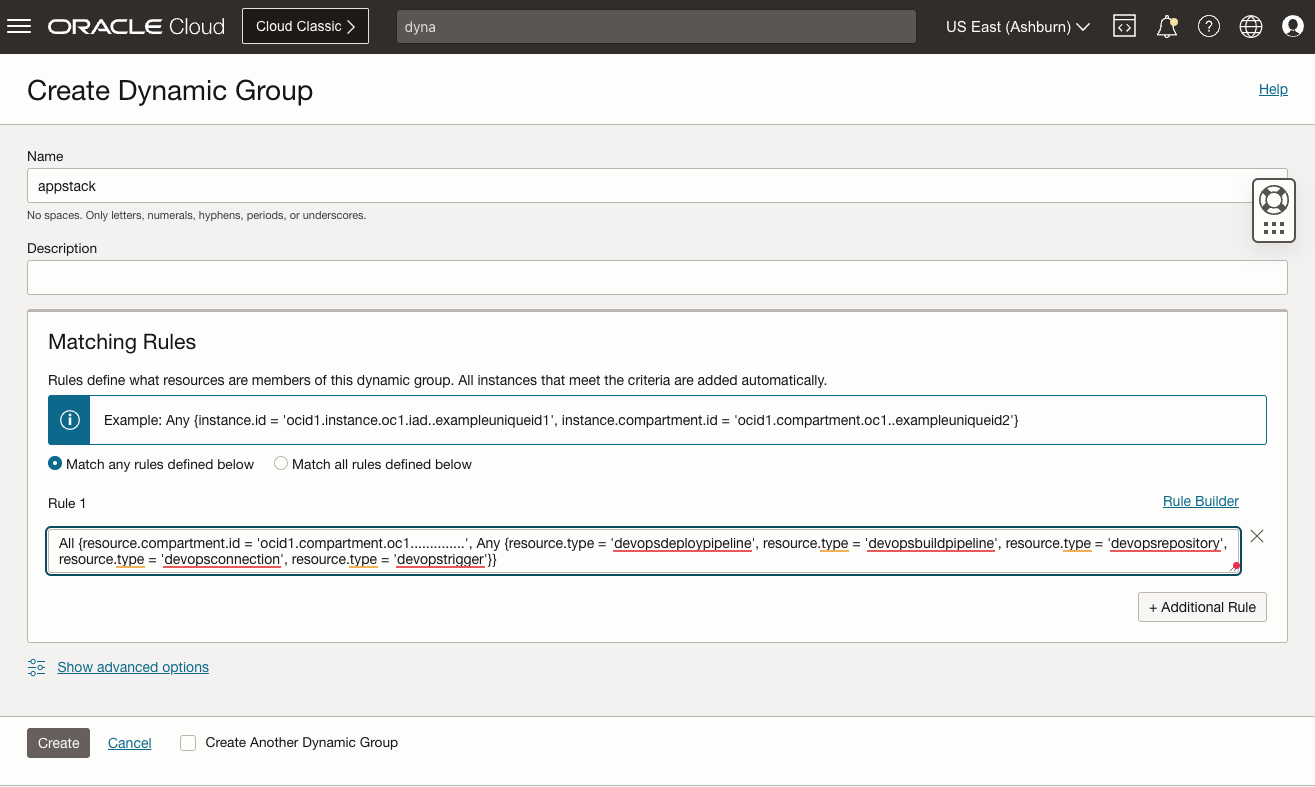 ORACLE Cloud
Cloud Classic
dyna
US East (Ashburn)
Create Dynamic Group
Help
Name
appstack
No spaces. Only letters, numerals, hyphens, periods, or underscores.
Description
Matching Rules
Rules define what resources are members of this dynamic group. All instances that meet the criteria are added automatically.
Example: Any {instance.id = 'ocid1.instance.oc1.iad..exampleuniqueid1', instance.compartment.id = 'ocid1.compartment.oc1..exampleuniqueid2'}
Match any rules defined below
Match all rules defined below
Rule 1
Rule Builder
All {resource.compartment.id = 'ocid1.compartment.oc1..............', Any {resource.type = 'devopsdeploypipeline', resource.type = 'devopsbuildpipeline', resource.type = 'devopsrepository',
resource.type = 'devopsconnection', resource.type = 'devopstrigger'}}
+ Additional Rule
Show advanced options
Create
Cancel
Create Another Dynamic Group